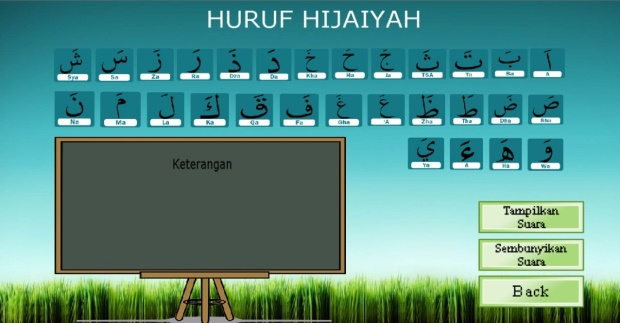 HURUF HIJAIYAH
اَ بَ تَ ثَ جَ حَ خَ دَ ذَ رَ زَ سَ شَ
Sya Sa Za Ra Dza Da Kha Ha Ja TSA Ta Ba A
صَ ضَ طَ ظَ عَ غَ فَ قَ كَ لَ مَ نَ
Na Ma La Ka Qa Fa Gha 'A Zha Tha Dha Sha
وَ هَ ءَ يَ
Ya A Ha Wa
Keterangan
Tampilkan
Suara
Sembunyikan
Suara
Back